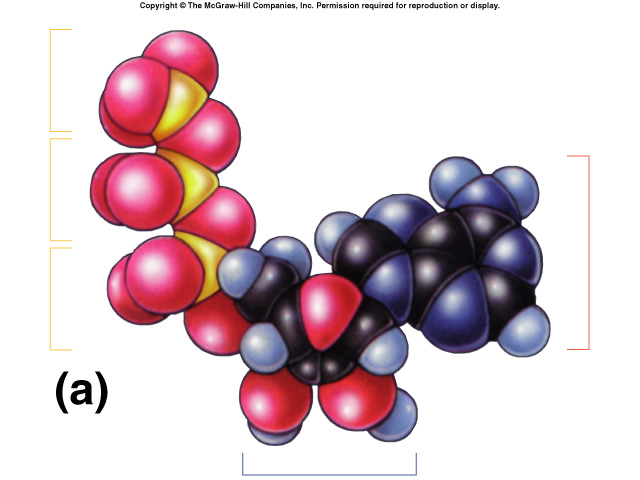 Copyright © The McGraw-Hill Companies, Inc. Permission required for reproduction or display.
(a)